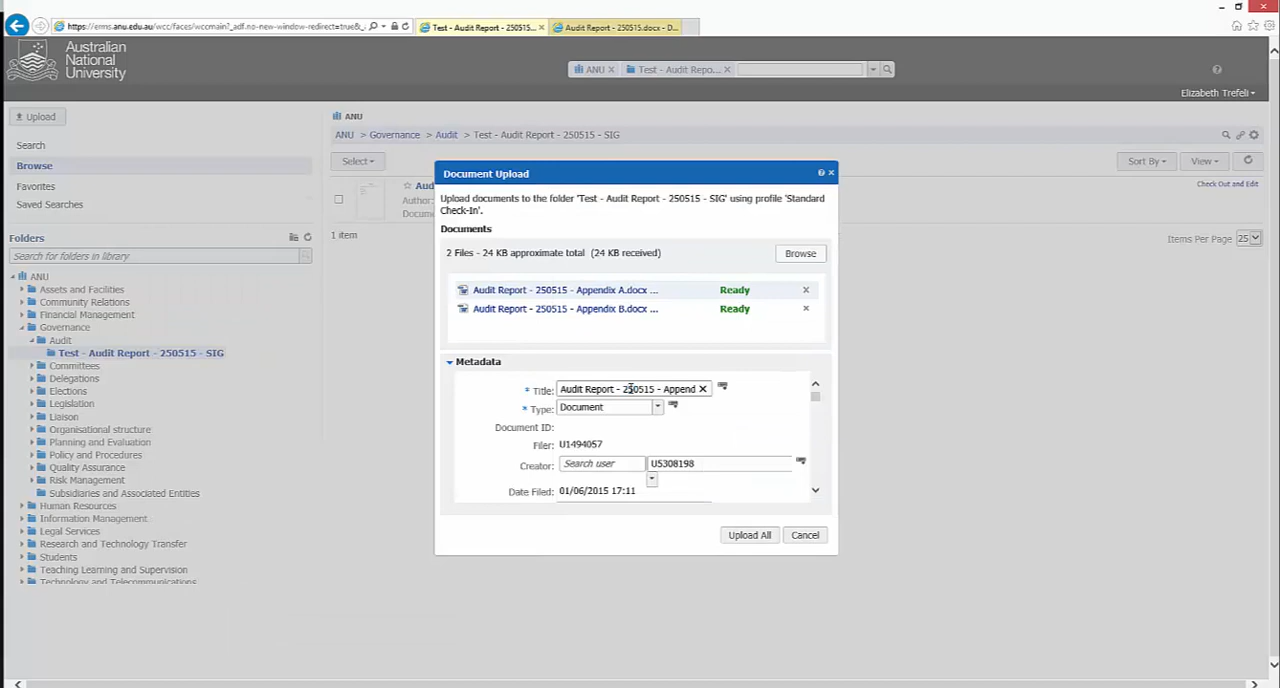 https://erms.anu.edu.au/wcc/faces/wccmain?_adf.no-new-window-redirect=true&_
Test - Audit Report - 250515...
Audit Report - 250515.docx - D...
Australian
National
University
ANU
Test - Audit Repo...
Elizabeth Trefeli
Upload
Search
Browse
Favorites
Saved Searches
Folders
Search for folders in library
ANU
Assets and Facilities
Community Relations
Financial Management
Governance
Audit
Test - Audit Report - 250515 - SIG
Committees
Delegations
Elections
Legislation
Liaison
Organisational structure
Planning and Evaluation
Policy and Procedures
Quality Assurance
Risk Management
Subsidiaries and Associated Entities
Human Resources
Information Management
Legal Services
Research and Technology Transfer
Students
Teaching Learning and Supervision
Technology and Telecommunications
ANU
ANU > Governance > Audit > Test - Audit Report - 250515 - SIG
Select
Sort By
View
Aud
Author:
Docume
Check Out and Edit
1 item
Items Per Page 25
Document Upload
Upload documents to the folder 'Test - Audit Report - 250515 - SIG' using profile 'Standard
Check-In'.
Documents
2 Files - 24 KB approximate total (24 KB received)
Browse
Audit Report - 250515 - Appendix A.docx ... Ready
Audit Report - 250515 - Appendix B.docx ... Ready
Metadata
* Title: Audit Report - 250515 - Append
* Type: Document
Document ID:
Filer: U1494057
Creator: Search user U5308198
Date Filed: 01/06/2015 17:11
Upload All
Cancel